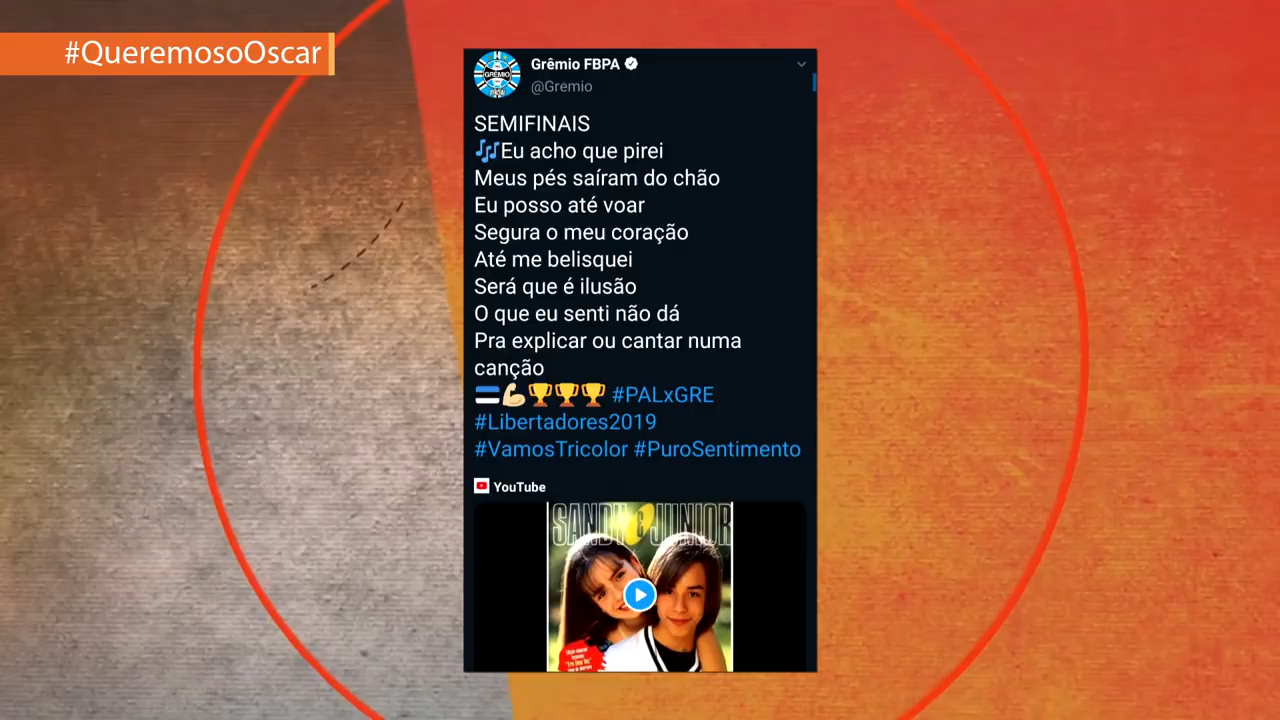 #QueremosoOscar
Grêmio FBPA
@Gremio
SEMIFINAIS
🎶Eu acho que pirei
Meus pés saíram do chão
Eu posso até voar
Segura o meu coração
Até me belisquei
Será que é ilusão
O que eu senti não dá
Pra explicar ou cantar numa
canção
🇪🇪💪🏻🏆🏆🏆 #PALxGRE
#Libertadores2019
#VamosTricolor #PuroSentimento
YouTube
SANDY & JUNIOR